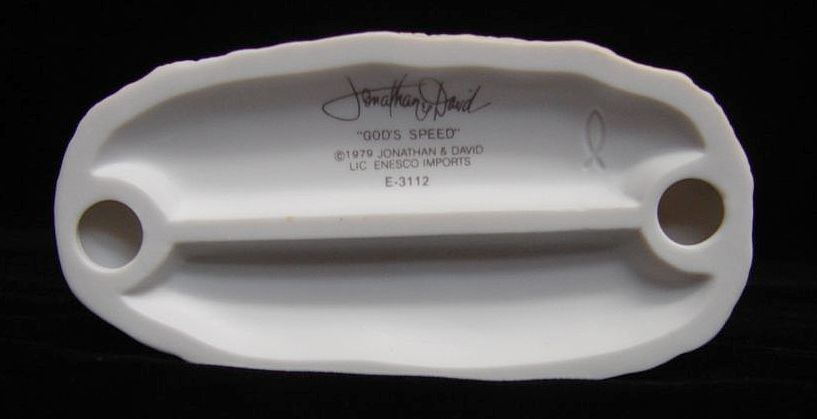 Jonathan & David
"GOD'S SPEED"
©1979 JONATHAN & DAVID
LIC ENESCO IMPORTS
E-3112